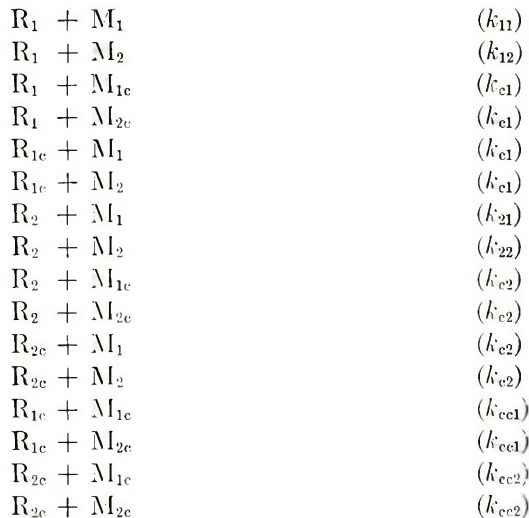 R₁ + M₁ (k₁₁)
R₁ + M₂ (k₁₂)
R₁ + M₁c (kc1)
R₁ + M₂c (kc1)
R₁c + M₁ (kc1)
R₁c + M₂ (kc1)
R₂ + M₁ (k₂₁)
R₂ + M₂ (k₂₂)
R₂ + M₁c (kc2)
R₂ + M₂c (kc2)
R₂c + M₁ (kc2)
R₂c + M₂ (kc2)
R₁c + M₁c (kcc1)
R₁c + M₂c (kcc1)
R₂c + M₁c (kcc2)
R₂c + M₂c (kcc2)